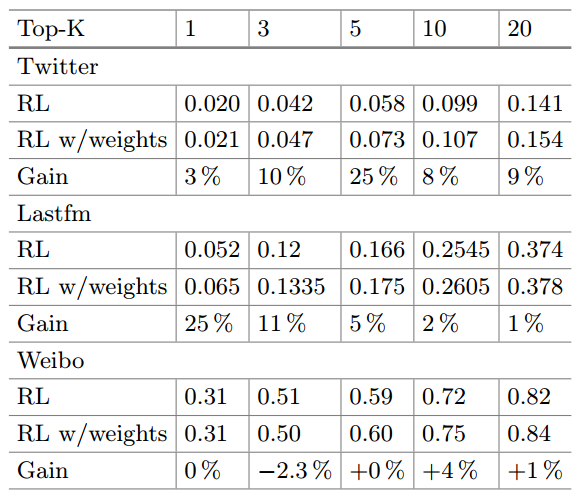 Top-K 1 3 5 10 20
Twitter
RL 0.020 0.042 0.058 0.099 0.141
RL w/weights 0.021 0.047 0.073 0.107 0.154
Gain 3 % 10 % 25 % 8 % 9 %
Lastfm
RL 0.052 0.12 0.166 0.2545 0.374
RL w/weights 0.065 0.1335 0.175 0.2605 0.378
Gain 25 % 11 % 5 % 2 % 1 %
Weibo
RL 0.31 0.51 0.59 0.72 0.82
RL w/weights 0.31 0.50 0.60 0.75 0.84
Gain 0 % −2.3 % +0 % +4 % +1 %